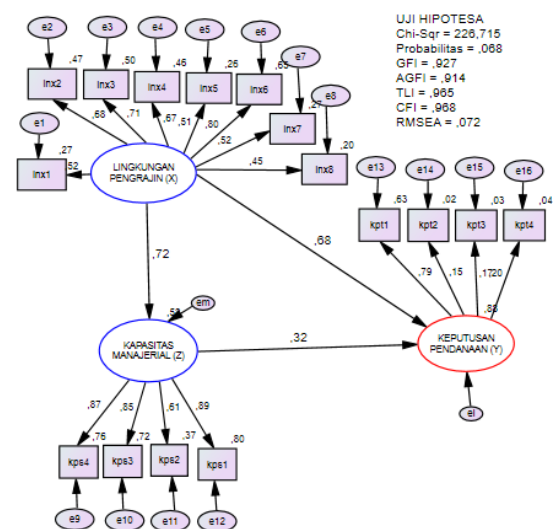 UJI HIPOTESA
Chi-Sqr = 226,715
Probabilitas = ,068
GFI = ,927
AGFI = ,914
TLI = ,965
CFI = ,968
RMSEA = ,072
e2
e3
e4
e5
e6
e7
e8
,47
,50
,46
,26
,65
,27
,20
lnx2
lnx3
lnx4
lnx5
lnx6
lnx7
lnx8
e1
,27
lnx1
,52
,68
,71
,67
,51
,80
,52
,45
LINGKUNGAN
PENGRAJIN (X)
e13
e14
e15
e16
,63
,02
,03
,04
kpt1
kpt2
kpt3
kpt4
,79
,15
,17
,20
,72
,68
em
KAPASITAS
MANAJERIAL (Z)
,32
KEPUTUSAN
PENDANAAN (Y)
el
,87
,85
,61
,89
,76
,72
,37
,80
kps4
kps3
kps2
kps1
e9
e10
e11
e12